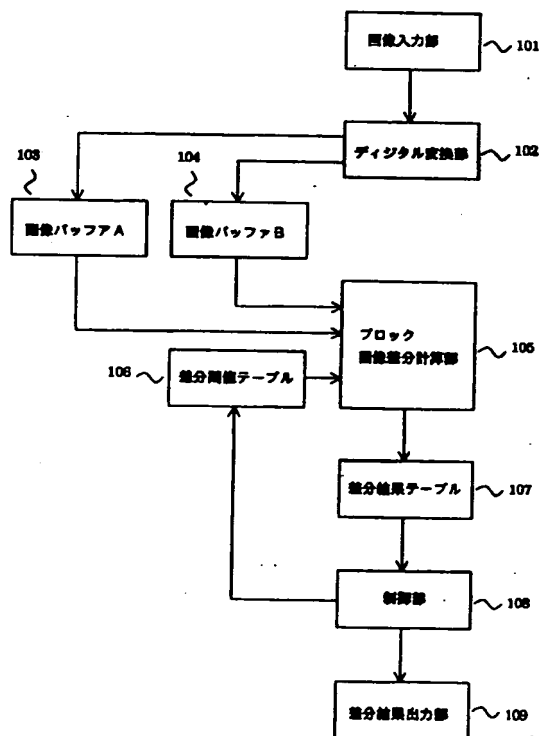 画像入力部
101
ディジタル変換部
102
103
104
画像バッファA
画像バッファB
ブロック
画像差分計算部
105
106
差分閾値テーブル
差分結果テーブル
107
制御部
108
差分結果出力部
109